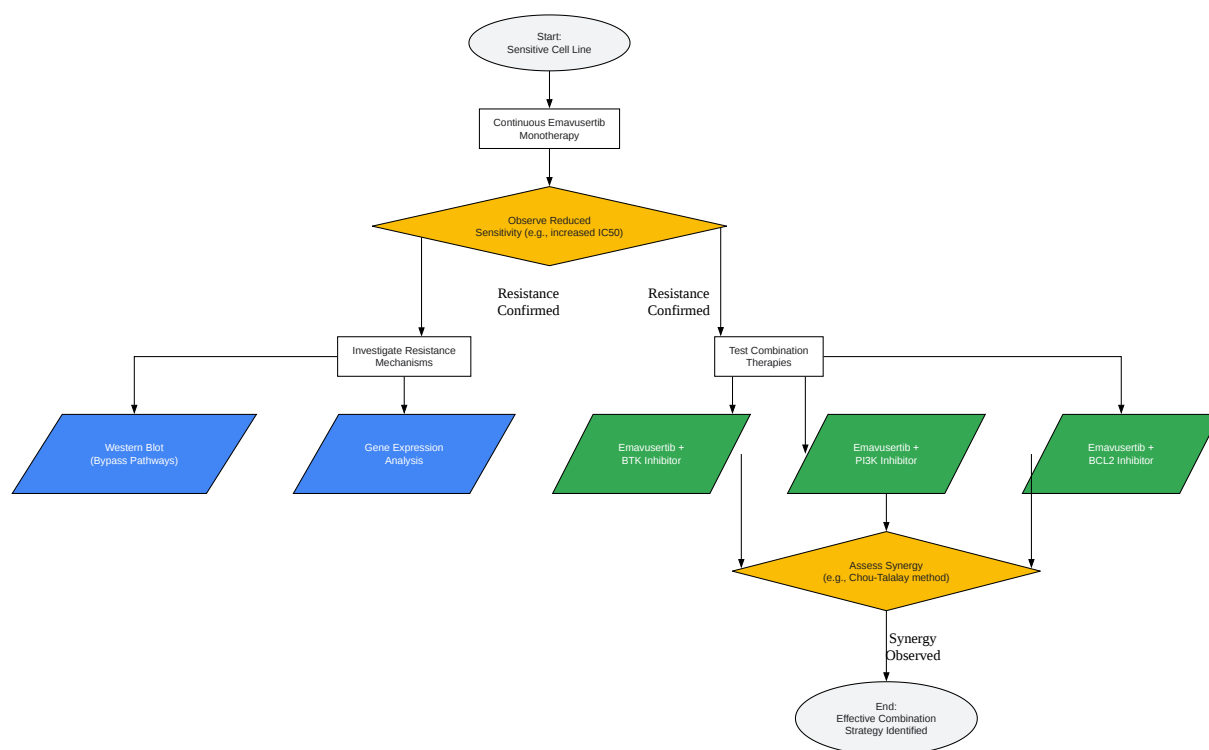 Start:
Sensitive Cell Line
Continuous Emavusertib
Monotherapy
Observe Reduced
Sensitivity (e.g., increased IC50)
Resistance
Confirmed
Resistance
Confirmed
Investigate Resistance
Mechanisms
Test Combination
Therapies
Western Blot
(Bypass Pathways)
Gene Expression
Analysis
Emavusertib +
BTK Inhibitor
Emavusertib +
PI3K Inhibitor
Emavusertib +
BCL2 Inhibitor
Assess Synergy
(e.g., Chou-Talalay method)
Synergy
Observed
End:
Effective Combination
Strategy Identified